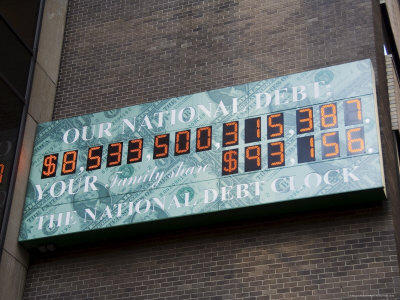 OUR NATIONAL DEBT:
$8,533,500,315,387
YOUR Family share $93,156
THE NATIONAL DEBT CLOCK